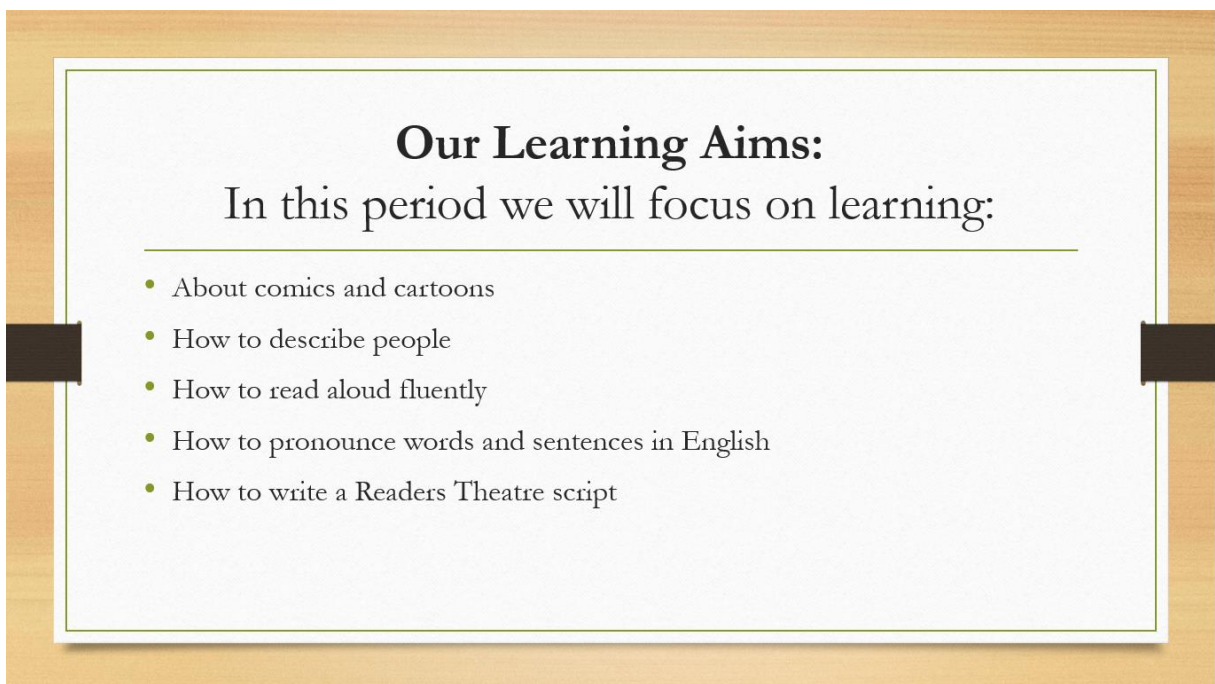 Our Learning Aims:
In this period we will focus on learning:
• About comics and cartoons
• How to describe people
• How to read aloud fluently
• How to pronounce words and sentences in English
• How to write a Readers Theatre script